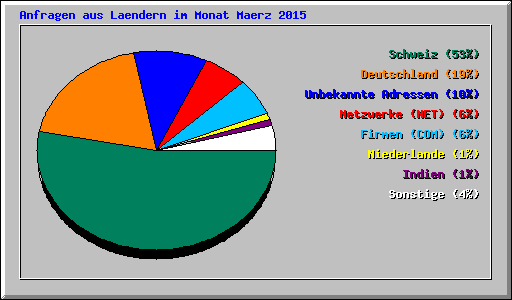 Anfragen aus Laendern im Monat Maerz 2015
Schweiz (53%)
Deutschland (19%)
Unbekannte Adressen (10%)
Netzwerke (NET) (6%)
Firmen (COM) (6%)
Niederlande (1%)
Indien (1%)
Sonstige (4%)